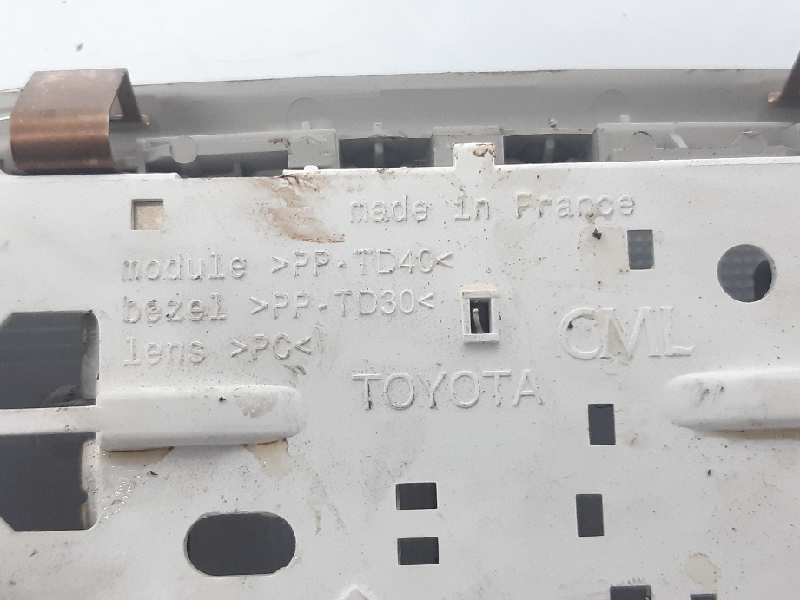 made in France
module >PP-TD40<
bezel >PP-TD30<
lens >PC<
CML
TOYOTA